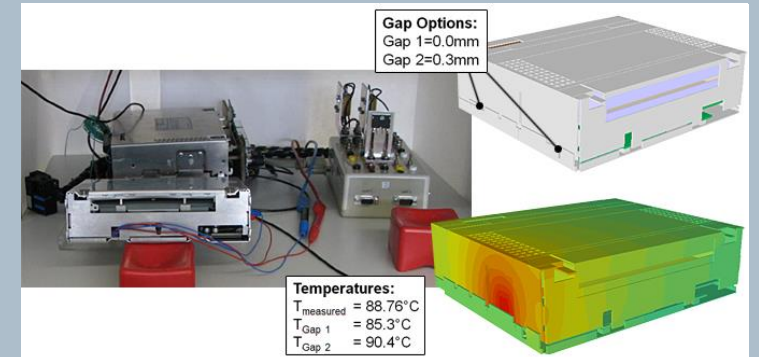 Gap Options:
Gap 1=0.0mm
Gap 2=0.3mm
Temperatures:
Tmeasured = 88.76°C
TGap 1 = 85.3°C
TGap 2 = 90.4°C